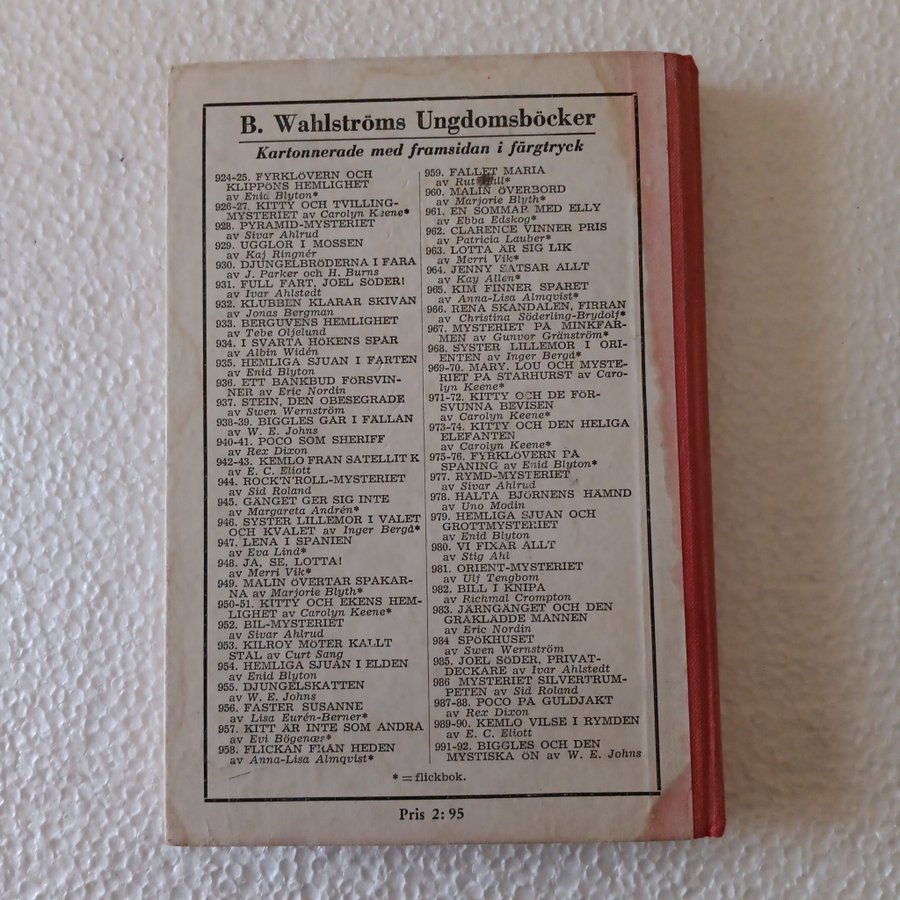 B. Wahlströms Ungdomsböcker
Kartonnerade med framsidan i färgtryck
924-25. FYRKLÖVERN OCH
KLIPPÖNS HEMLIGHET
av Enid Blyton*
926-27. KITTY OCH TVILLING-
MYSTERIET av Carolyn Keene*
928. PYRAMID-MYSTERIET
av Sivar Ahlrud
929. UGGLOR I MOSSEN
av Kaj Ringnér
930. DJUNGELBRÖDERNA I FARA
av J. Parker och H. Burns
931. FULL FART, JOEL SÖDER!
av Ivar Ahlstedt
932. KLUBBEN KLARAR SKIVAN
av Jonas Bergman
933. BERGUVENS HEMLIGHET
av Tebe Oljelund
934. I SVARTA HÖKENS SPÅR
av Albin Widén
935. HEMLIGA SJUAN I FARTEN
av Enid Blyton
936. ETT BANKBUD FÖRSVIN-
NER av Eric Nordin
937. STEIN, DEN OBESEGRADE
av Swen Wernström
938-39. BIGGLES GÅR I FÄLLAN
av W. E. Johns
940-41. POCO SOM SHERIFF
av Rex Dixon
942-43. KEMLO FRÅN SATELLIT K
av E. C. Eliott
944. ROCK'N'ROLL-MYSTERIET
av Sid Roland
945. GÄNGET GER SIG INTE
av Margareta Andrén*
946. SYSTER LILLEMOR I VALET
OCH KVALET av Inger Bergå*
947. LENA I SPANIEN
av Eva Lind*
948. JA, SE, LOTTA!
av Merri Vik*
949. MALIN ÖVERTAR SPAKAR-
NA av Marjorie Blyth*
950-51. KITTY OCH EKENS HEM-
LIGHET av Carolyn Keene*
952. BIL-MYSTERIET
av Sivar Ahlrud
953. KILROY MÖTER KALLT
STÅL av Curt Sang
954. HEMLIGA SJUAN I ELDEN
av Enid Blyton
955. DJUNGELSKATTEN
av W. E. Johns
956. FASTER SUSANNE
av Lisa Eurén-Berner*
957. KITT ÄR INTE SOM ANDRA
av Evi Bögenæs*
958. FLICKAN FRÅN HEDEN
av Anna-Lisa Almqvist*
959. FALLET MARIA
av
960. MALIN ÖVERBORD
av Marjorie Blyth*
961. EN SOMMAR MED ELLY
av Ebba Edskog*
962. CLARENCE VINNER PRIS
av Patricia Lauber*
963. LOTTA ÄR SIG LIK
av Merri Vik*
964. JENNY SATSAR ALLT
av Kay Allen*
965. KIM FINNER SPÅRET
av Anna-Lisa Almqvist*
966. RENA SKANDALEN, FIRRAN
av Christina Söderling-Brydolf*
967. MYSTERIET PÅ MINKFAR-
MEN av Gunvor Gränström*
968. SYSTER LILLEMOR I ORI-
ENTEN av Inger Bergå*
969-70. MARY. LOU OCH MYSTE-
RIET PÅ STARHURST av Caro-
lyn Keene*
971-72. KITTY OCH DE FÖR-
SVUNNA BEVISEN
av Carolyn Keene*
973-74. KITTY OCH DEN HELIGA
ELEFANTEN
av Carolyn Keene*
975-76. FYRKLÖVERN PÅ
SPANING av Enid Blyton*
977. RYMD-MYSTERIET
av Sivar Ahlrud
978. HALTA BJÖRNENS HÄMND
av Uno Modin
979. HEMLIGA SJUAN OCH
GROTTMYSTERIET
av Enid Blyton
980. VI FIXAR ALLT
av Stig Ahl
981. ORIENT-MYSTERIET
av Ulf Tengbom
982. BILL I KNIPA
av Richmal Crompton
983. JÄRNGÄNGET OCH DEN
GRÅKLÄDDE MANNEN
av Eric Nordin
984 SPÖKHUSET
av Swen Wernström
985. JOEL SÖDER, PRIVAT-
DECKARE av Ivar Ahlstedt
986 MYSTERIET SILVERTRUM-
PETEN av Sid Roland
987-88. POCO PÅ GULDJAKT
av Rex Dixon
989-90. KEMLO VILSE I RYMDEN
av E. C. Eliott
991-92. BIGGLES OCH DEN
MYSTISKA ÖN av W. E. Johns
* = flickbok.
Pris 2:95